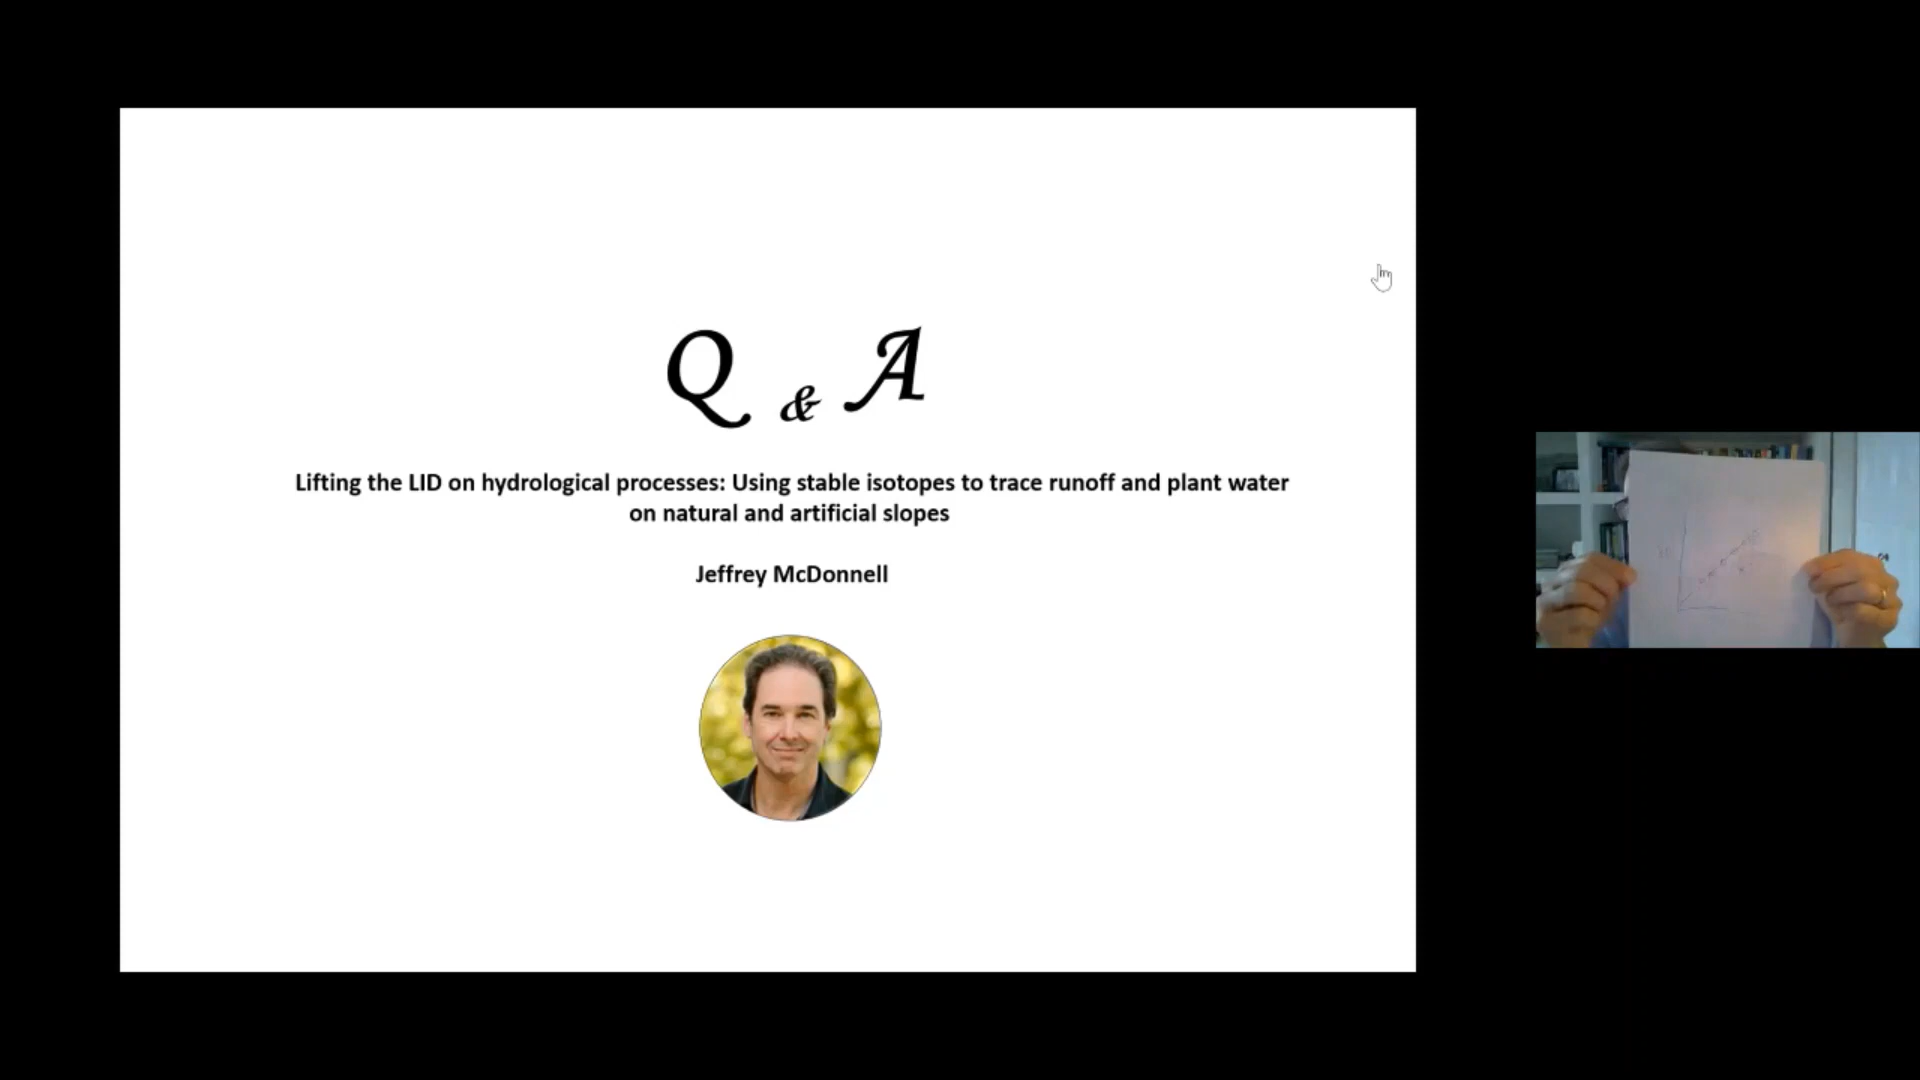 Q & A
Lifting the LID on hydrological processes: Using stable isotopes to trace runoff and plant water
on natural and artificial slopes
Jeffrey McDonnell